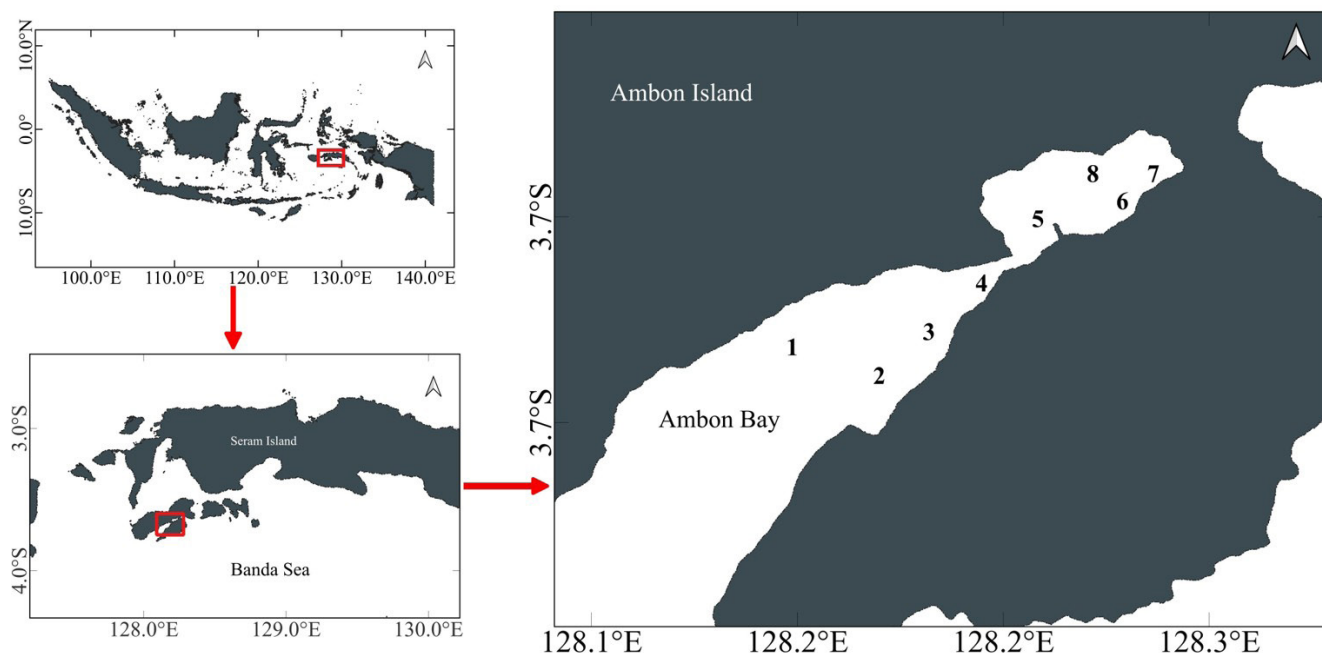 10.0°N
0.0°
10.0°S
100.0°E 110.0°E 120.0°E 130.0°E 140.0°E
3.0°S
4.0°S
Seram Island
Banda Sea
128.0°E 129.0°E 130.0°E
Ambon Island
8 7
6
5
3.7°S
4
3
1
2
Ambon Bay
3.7°S
128.1°E 128.2°E 128.2°E 128.3°E